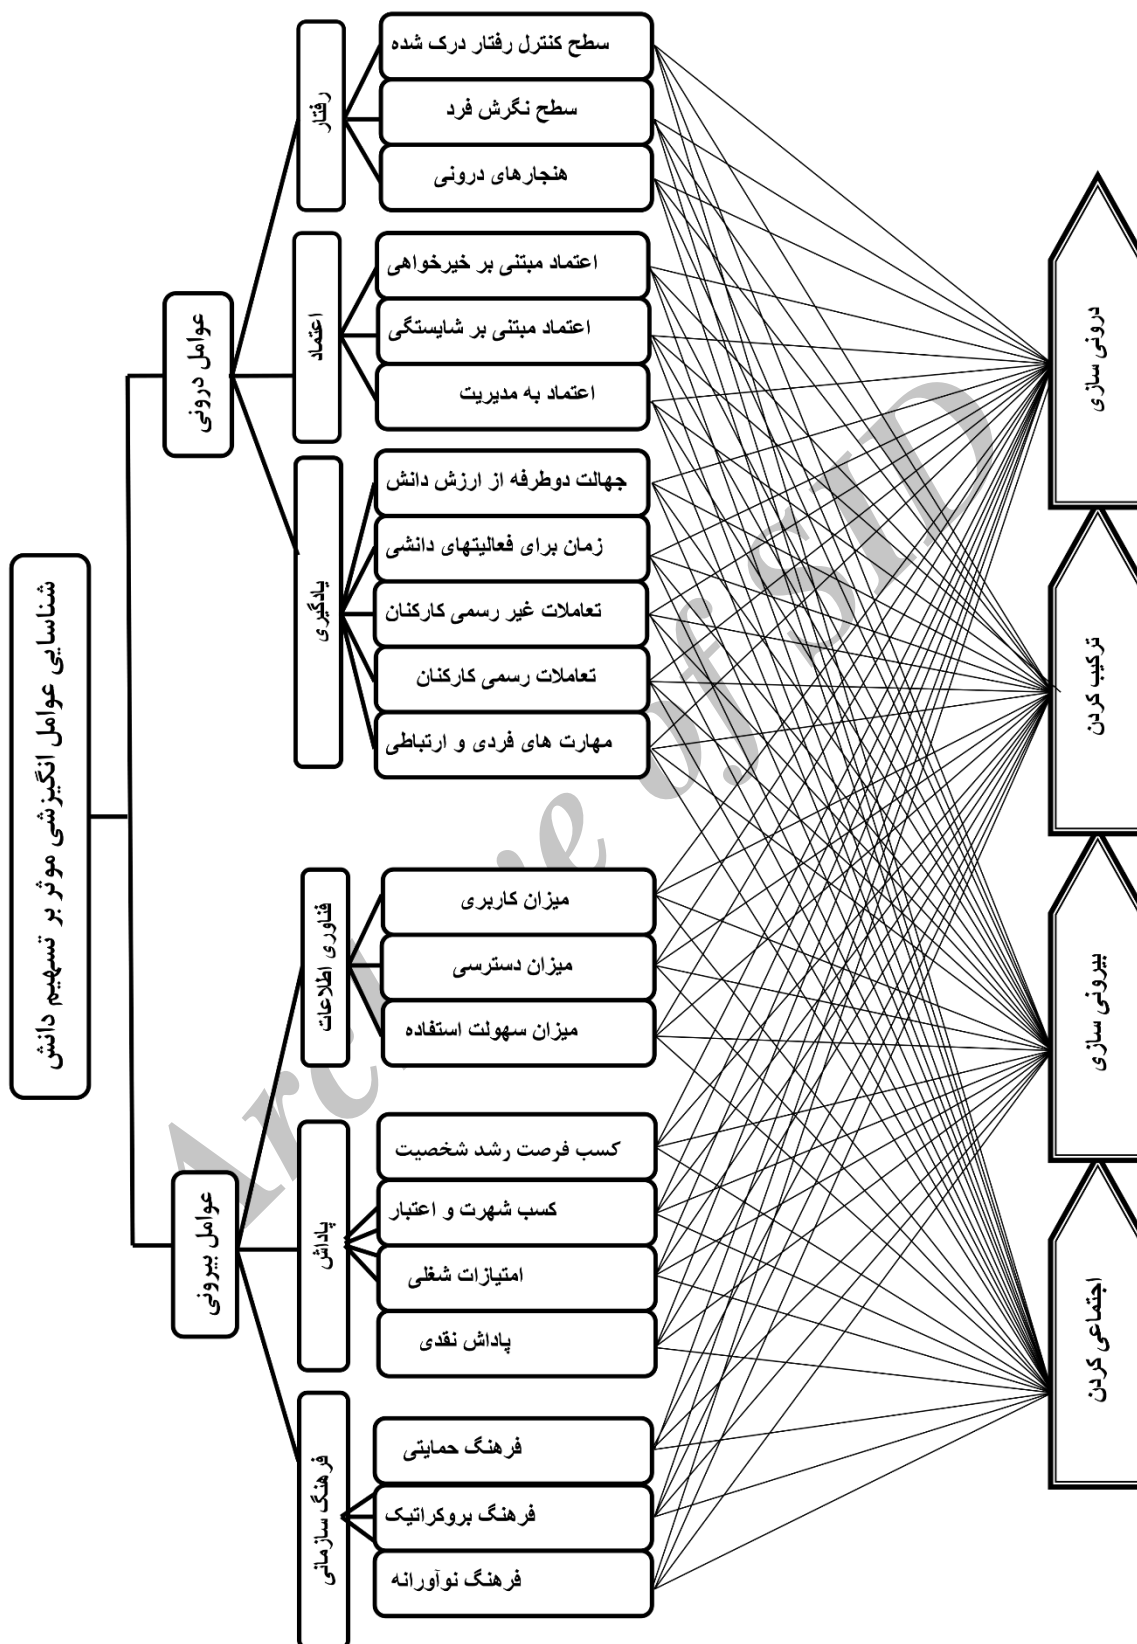 شناسایی عوامل انگیزشی موثر بر تسهیم دانش
عوامل درونی
عوامل بیرونی
رفتار
سطح کنترل رفتار درک شده
سطح نگرش فرد
هنجارهای درونی
اعتماد
اعتماد مبتنی بر خیرخواهی
اعتماد مبتنی بر شایستگی
اعتماد به مدیریت
یادگیری
جهالت دوطرفه از ارزش دانش
زمان برای فعالیتهای دانشی
تعاملات غیر رسمی کارکنان
تعاملات رسمی کارکنان
مهارت های فردی و ارتباطی
فناوری اطلاعات
میزان کاربری
میزان دسترسی
میزان سهولت استفاده
پاداش
کسب فرصت رشد شخصیت
کسب شهرت و اعتبار
امتیازات شغلی
پاداش نقدی
فرهنگ سازمانی
فرهنگ حمایتی
فرهنگ بروکراتیک
فرهنگ نوآورانه
درونی سازی
ترکیب کردن
بیرونی سازی
اجتماعی کردن
Archive of SID